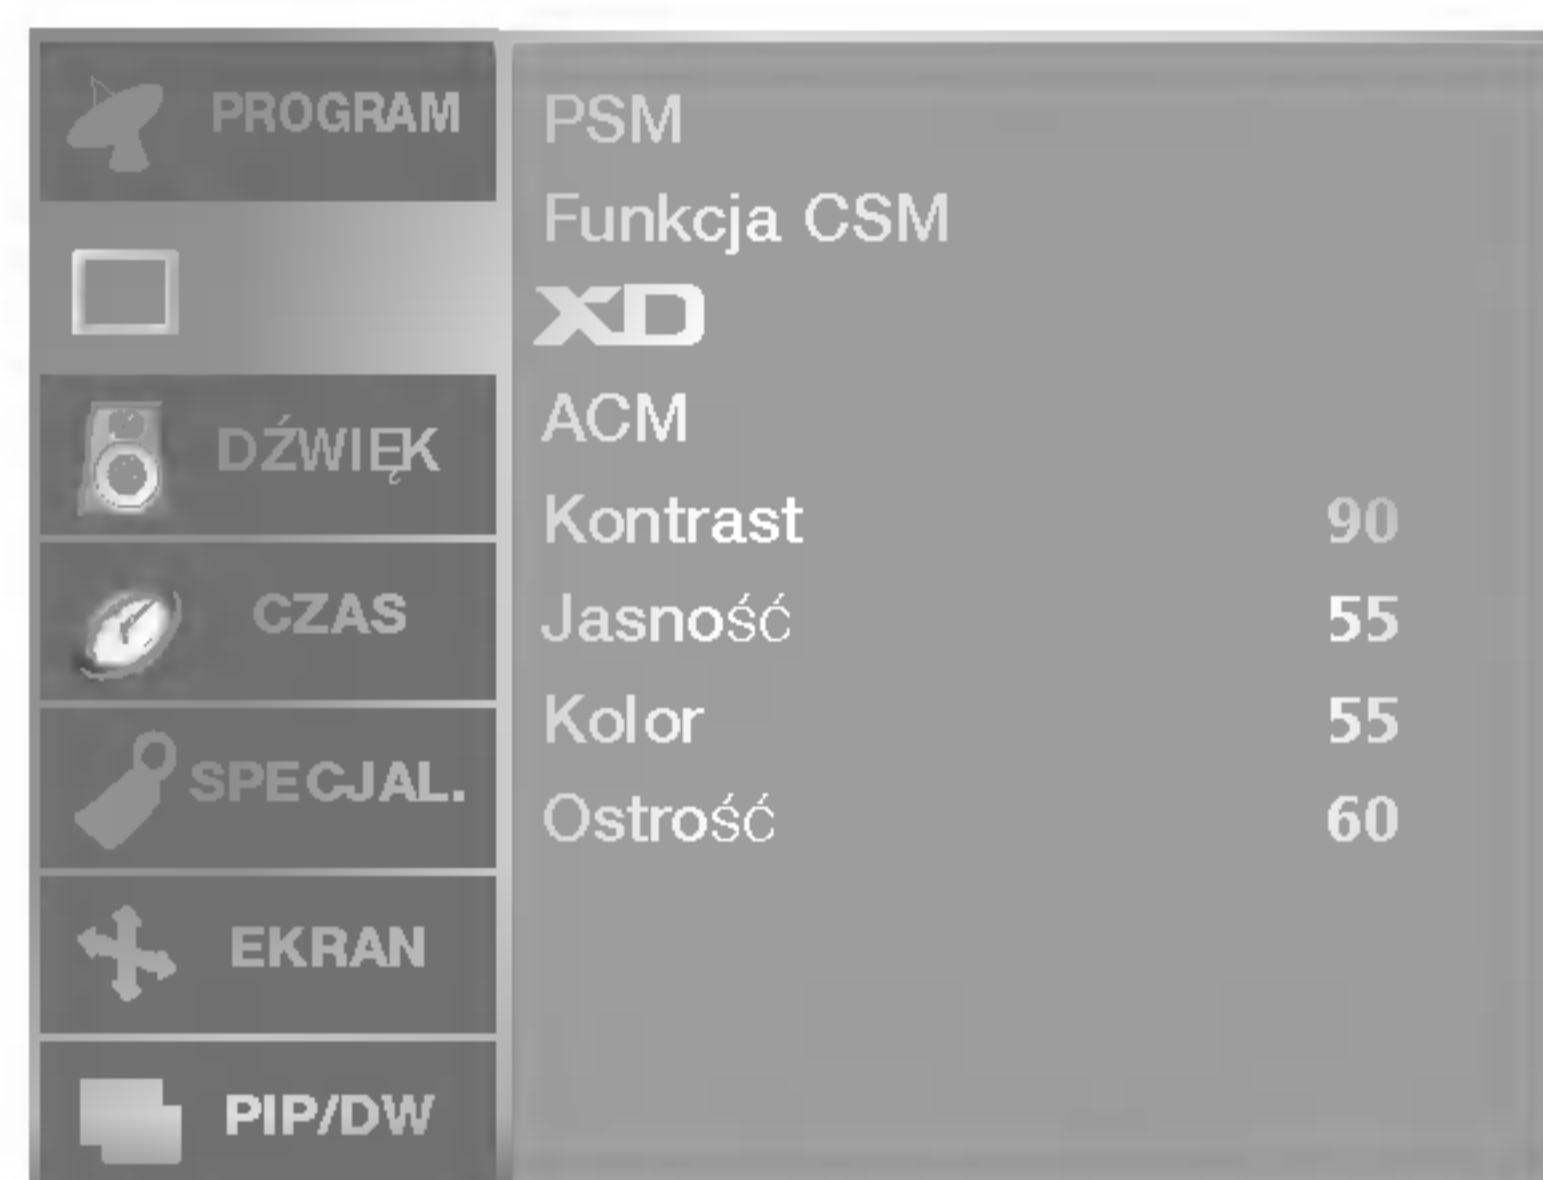 PROGRAM
DŹWIĘK
CZAS
SPECJAL.
EKRAN
PIP/DW
PSM
Funkcja CSM
XD
ACM
Kontrast 90
Jasność 55
Kolor 55
Ostrość 60